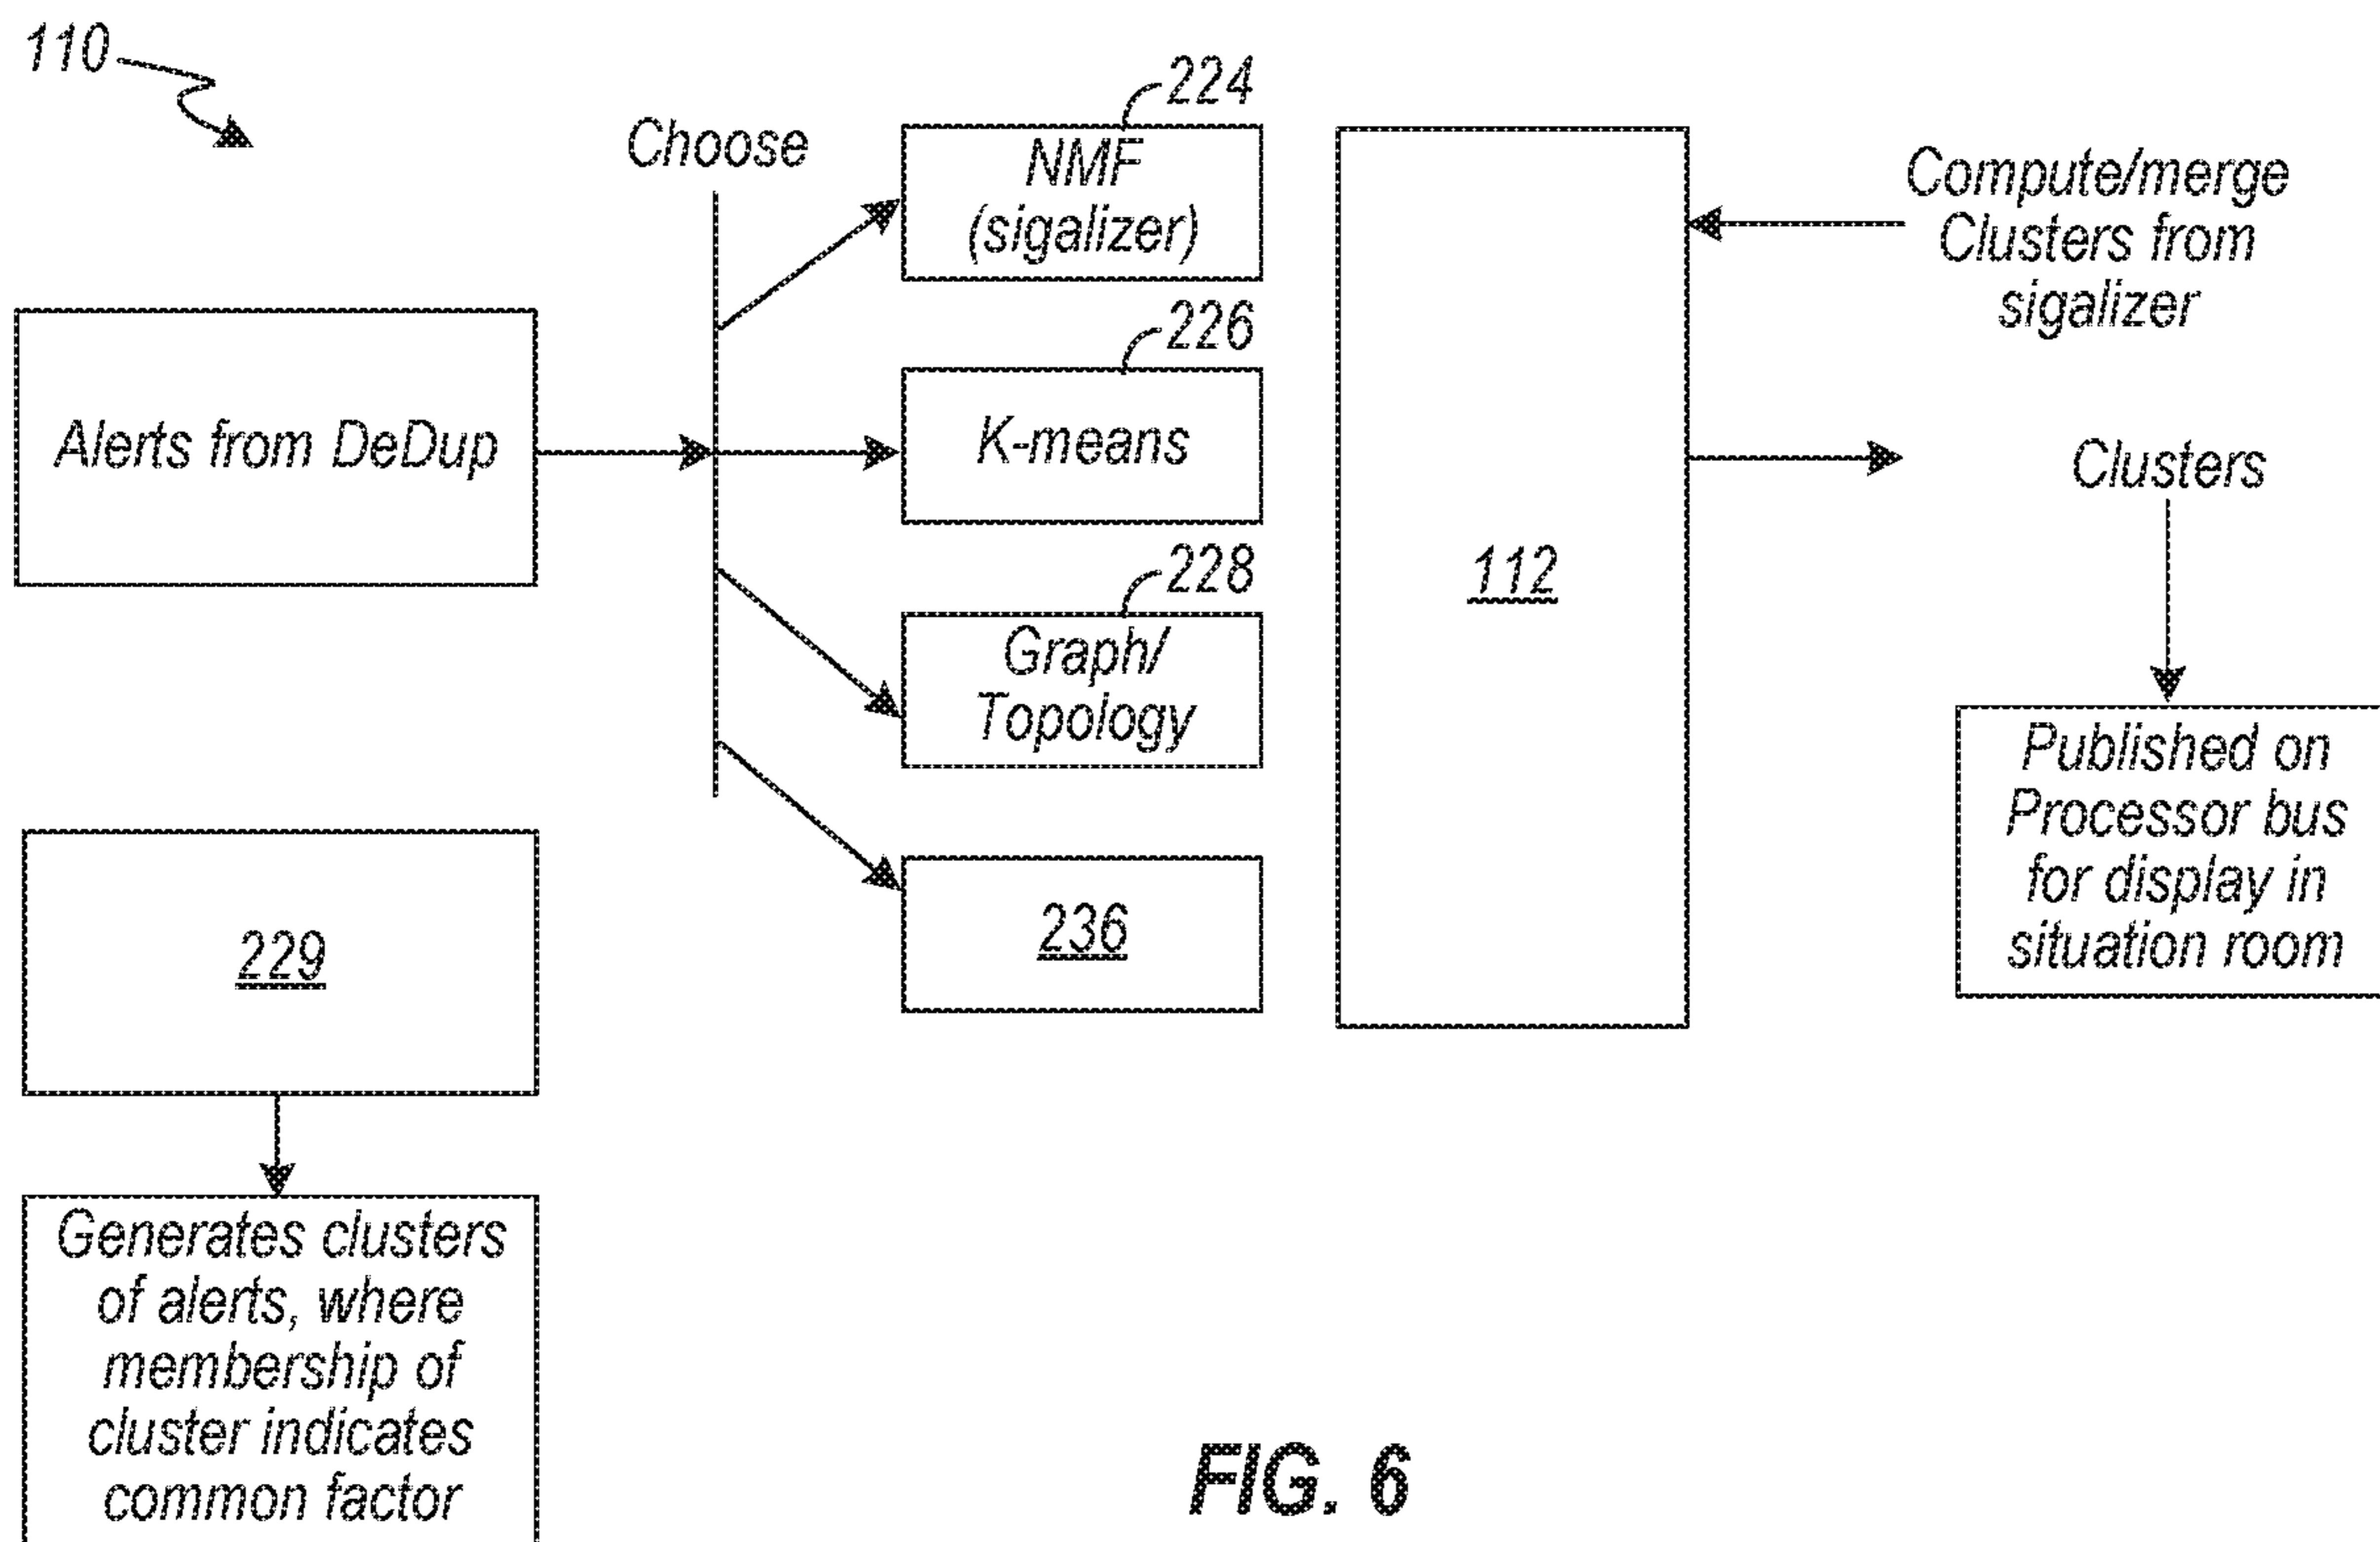 110
Choose
224
NMF
(sigalizer)
226
K-means
228
Graph/
Topology
236
Alerts from DeDup
112
Compute/merge
Clusters from
sigalizer
Clusters
Published on
Processor bus
for display in
situation room
229
Generates clusters
of alerts, where
membership of
cluster indicates
common factor
FIG. 6